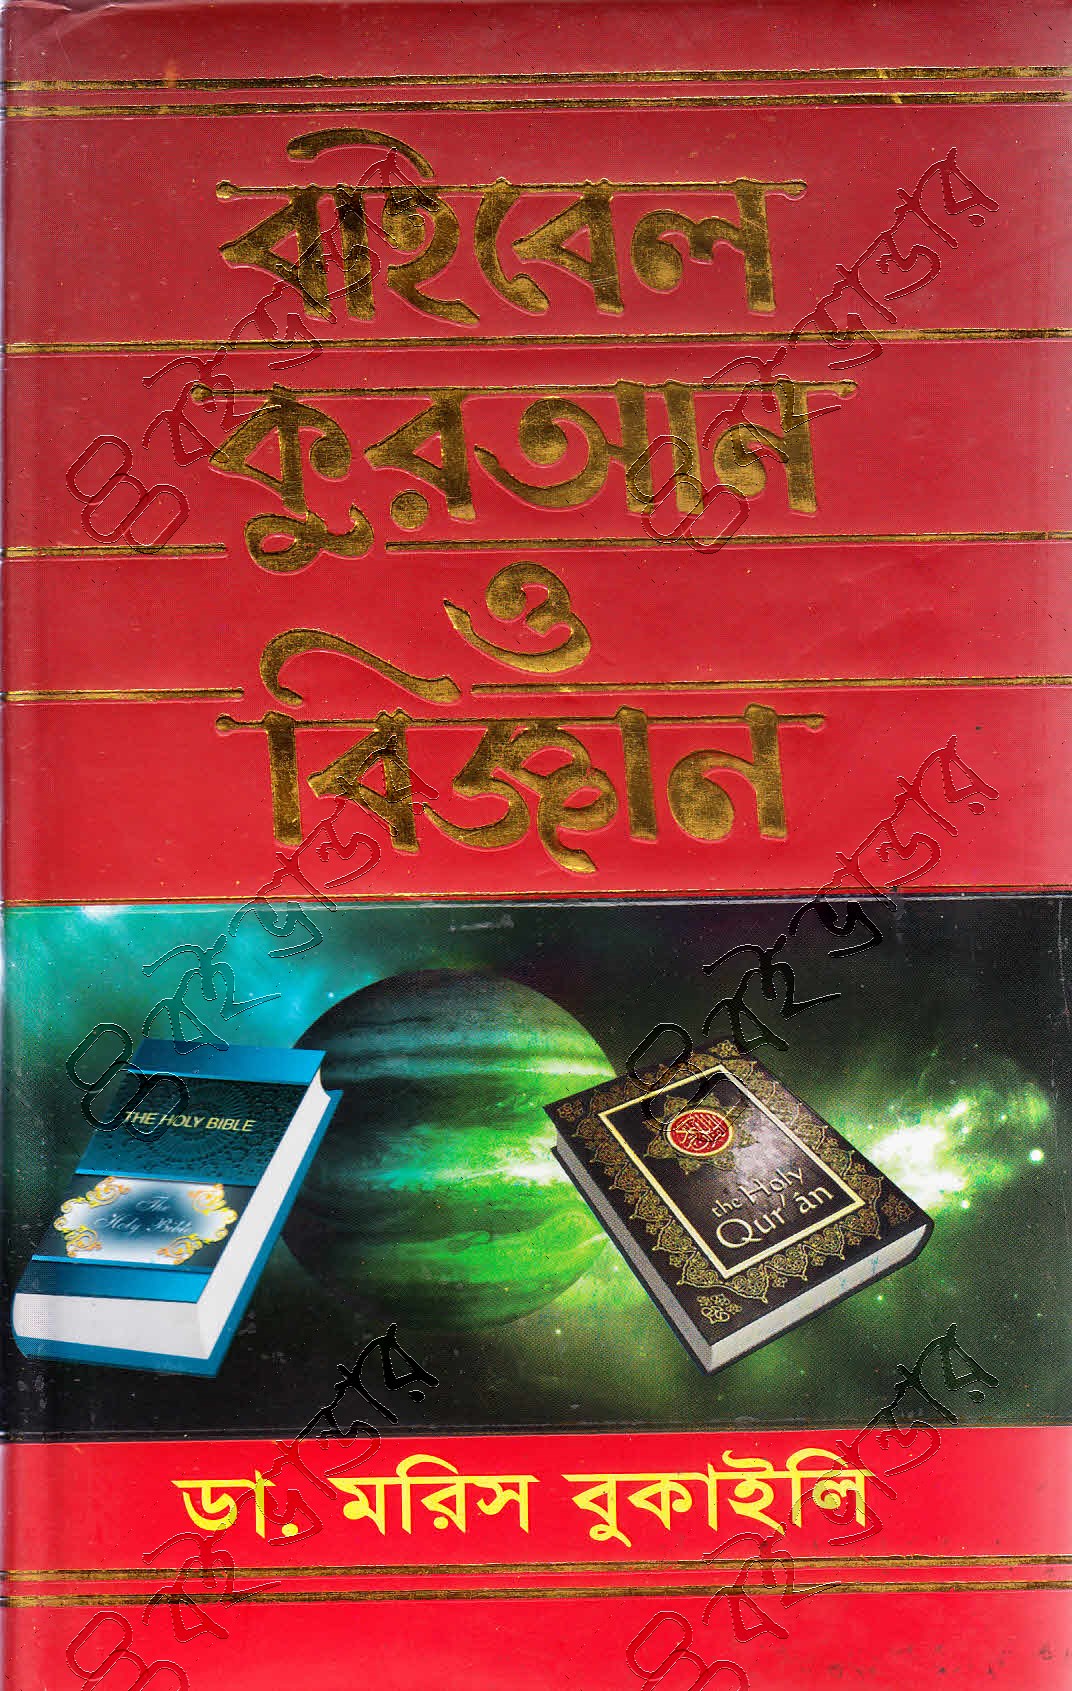 বাইবেল
কুরআন
ও
বিজ্ঞান
THE HOLY BIBLE
The
Holy Bible
the Holy
Qur'an
ডা. মরিস বুকাইলি